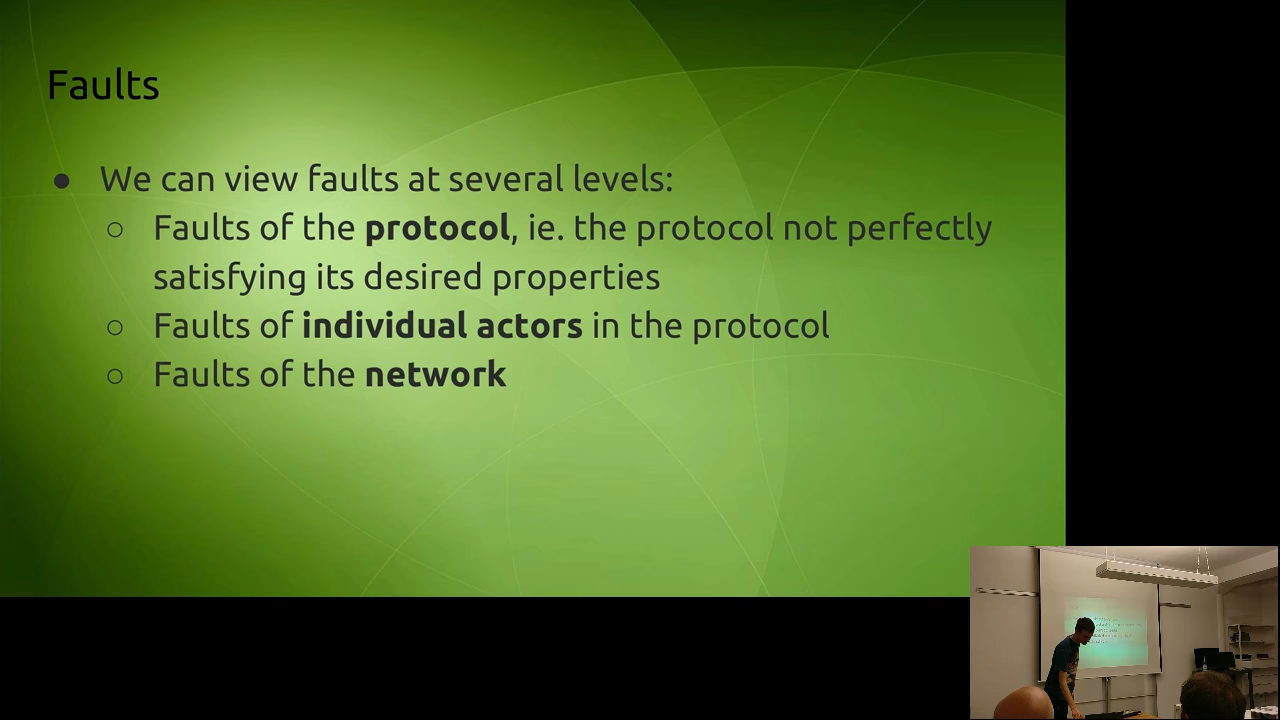 Faults
● We can view faults at several levels:
○ Faults of the protocol, ie. the protocol not perfectly
satisfying its desired properties
○ Faults of individual actors in the protocol
○ Faults of the network